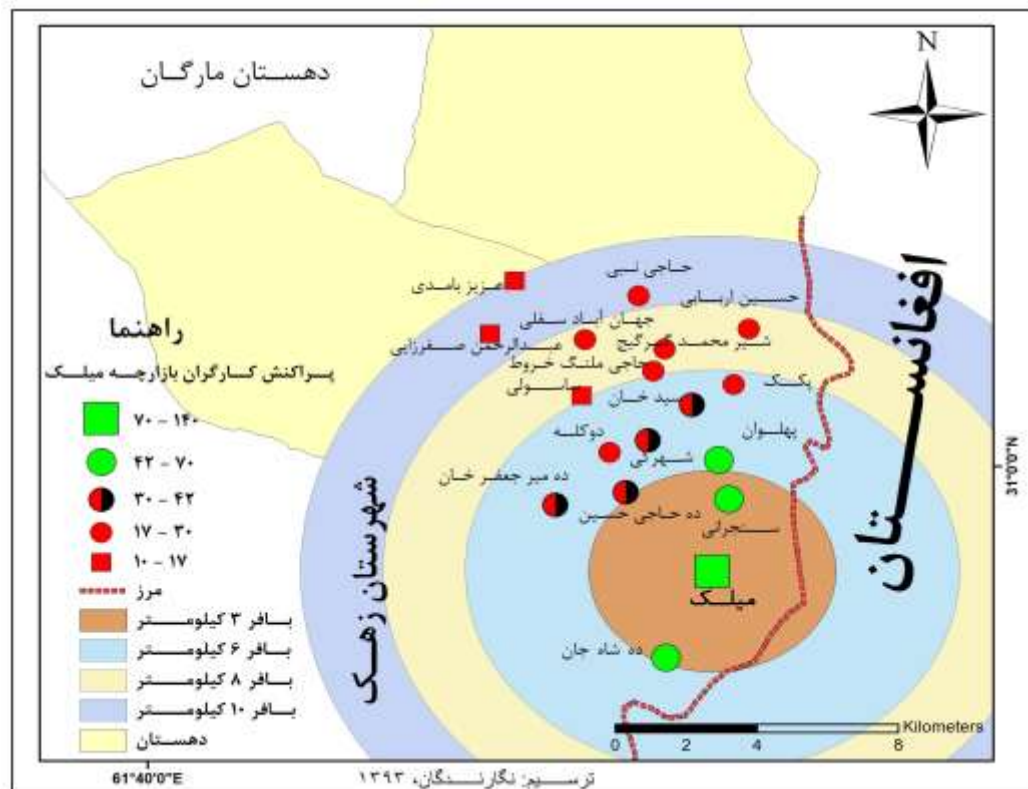 دهستان مارگان
N
افغانستان
حاجی نبی
عزیز بامدی
حسین اربابی
جهان آباد سفلی
شیر محمد گرگیج
عبدالرحمن صفرزایی
حاجی ملنگ خروط
پکک
سید خان
پهلوان
دوکله
شهرکی
ده میر جعفر خان
ده حاجی حسین
سنجرانی
میلک
ده شاه جان
شهرستان زهک
راهنما
پراکنش کارگران بازارچه میلک
۷۰ - ۱۴۰
۴۲ - ۷۰
۳۰ - ۴۲
۱۷ - ۳۰
۱۰ - ۱۷
مرز
بافر ۳ کیلومتر
بافر ۶ کیلومتر
بافر ۸ کیلومتر
بافر ۱۰ کیلومتر
دهستان
31°0'0"N
Kilometers
0 2 4 8
61°40'0"E
ترسیم: نگارندگان، ۱۳۹۳